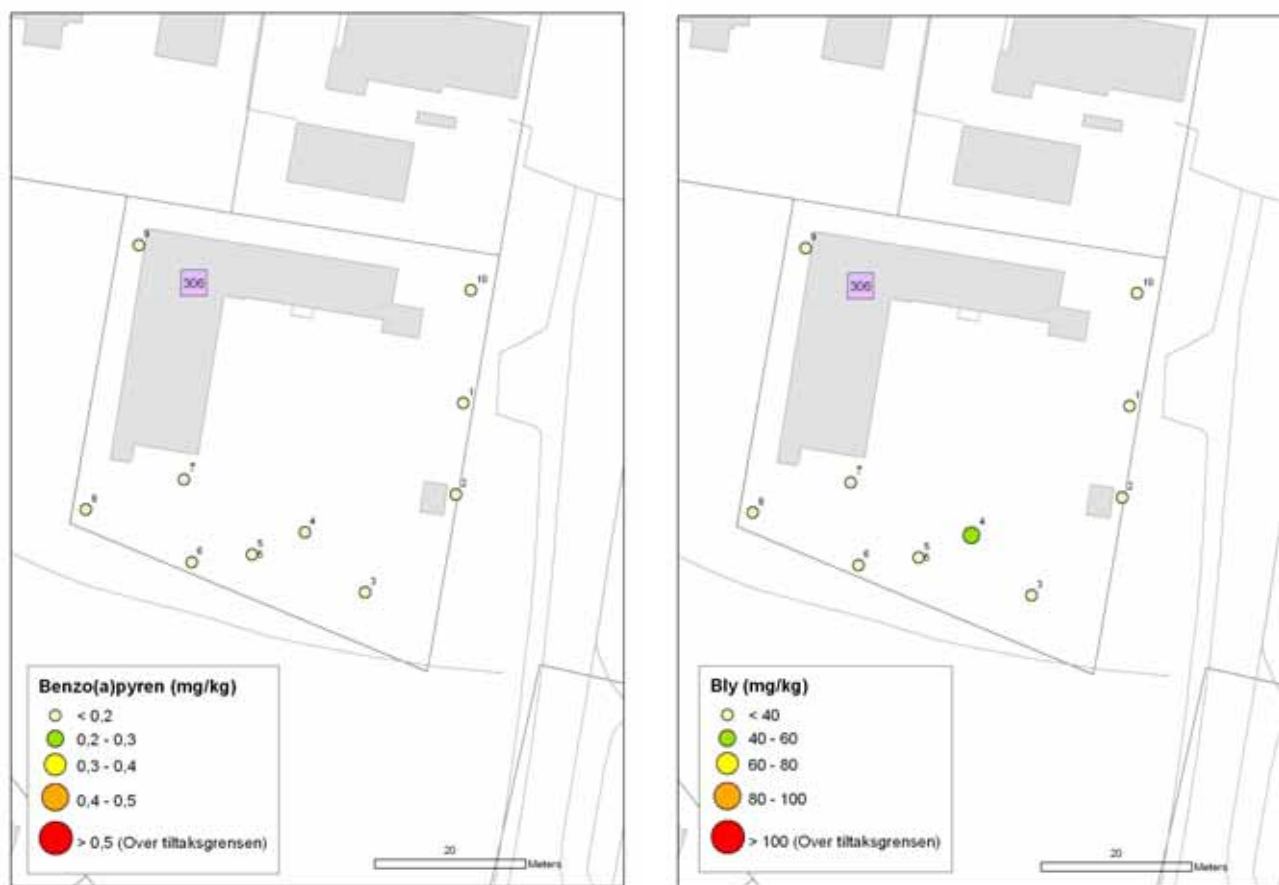 9
306
10
1
2
7
8
4
5
6
6
3
Benzo(a)pyren (mg/kg)
< 0,2
0,2 - 0,3
0,3 - 0,4
0,4 - 0,5
> 0,5 (Over tiltaksgrensen)
20
Meters
9
306
10
1
2
7
8
4
5
6
6
3
Bly (mg/kg)
< 40
40 - 60
60 - 80
80 - 100
> 100 (Over tiltaksgrensen)
20
Meters